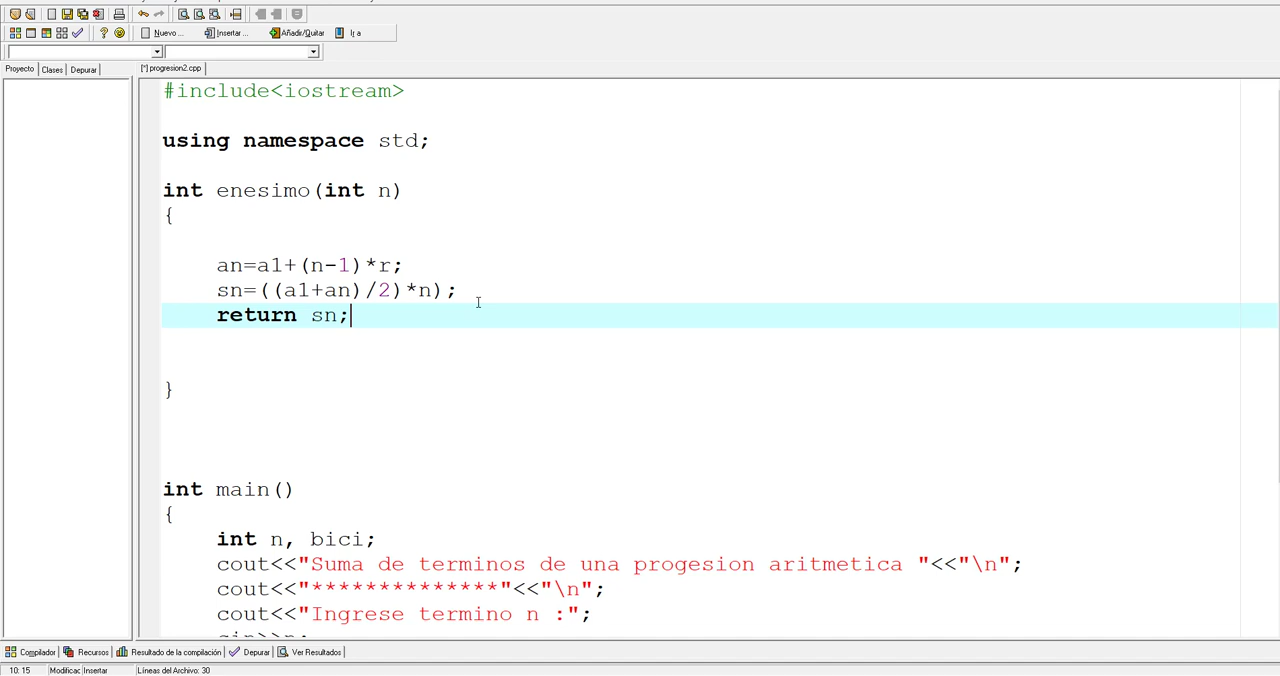 Nuevo ... Insertar ... Añadir/Quitar Ir a
Proyecto Clases Depurar [*] progresion2.cpp
#include<iostream>
using namespace std;
int enesimo(int n)
{
an=a1+(n-1)*r;
sn=((a1+an)/2)*n);
return sn;
}
int main()
{
int n, bici;
cout<<"Suma de terminos de una progesion aritmetica "<<"\n";
cout<<"**************"<<"\n";
cout<<"Ingrese termino n :";
cin>>n;
Compilador Recursos Resultado de la compilación Depurar Ver Resultados
10: 15 Modificac Insertar Líneas del Archivo: 30